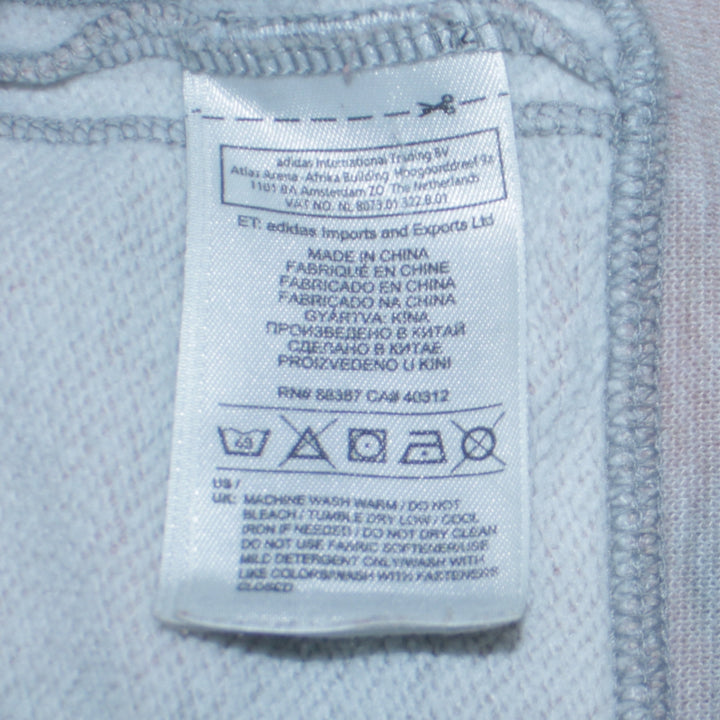 adidas International Trading BV
Atlas Arena - Afrika Building Hoogoorddreef 9a
1101 BA Amsterdam ZO The Netherlands
VAT NO. NL 8073.01.322.B.01
ET: adidas Imports and Exports Ltd
MADE IN CHINA
FABRIQUÉ EN CHINE
FABRICADO EN CHINA
FABRICADO NA CHINA
GYÁRTVA: KÍNA
ПРОИЗВЕДЕНО В КИТАЙ
СДЕЛАНО В КИТАЕ
PROIZVEDENO U KINI
RN# 88387 CA# 40312
US /
UK: MACHINE WASH WARM / DO NOT
BLEACH / TUMBLE DRY LOW / COOL
IRON IF NEEDED / DO NOT DRY CLEAN
DO NOT USE FABRIC SOFTENER/USE
MILD DETERGENT ONLY/WASH WITH
LIKE COLORS/WASH WITH FASTENERS
CLOSED